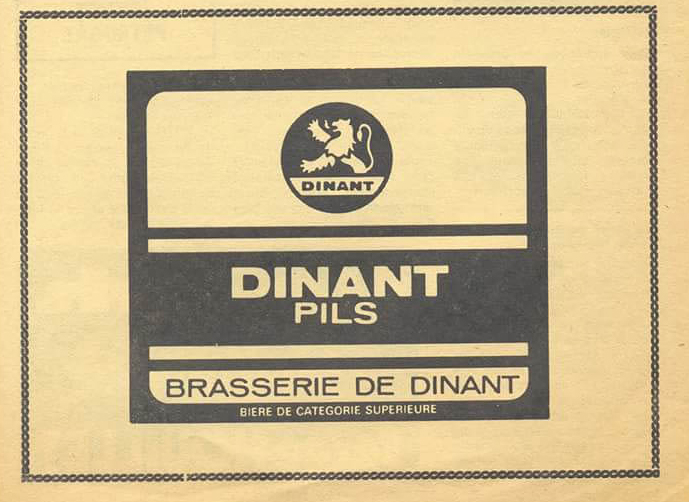 DINANT
DINANT
PILS
BRASSERIE DE DINANT
BIERE DE CATEGORIE SUPERIEURE